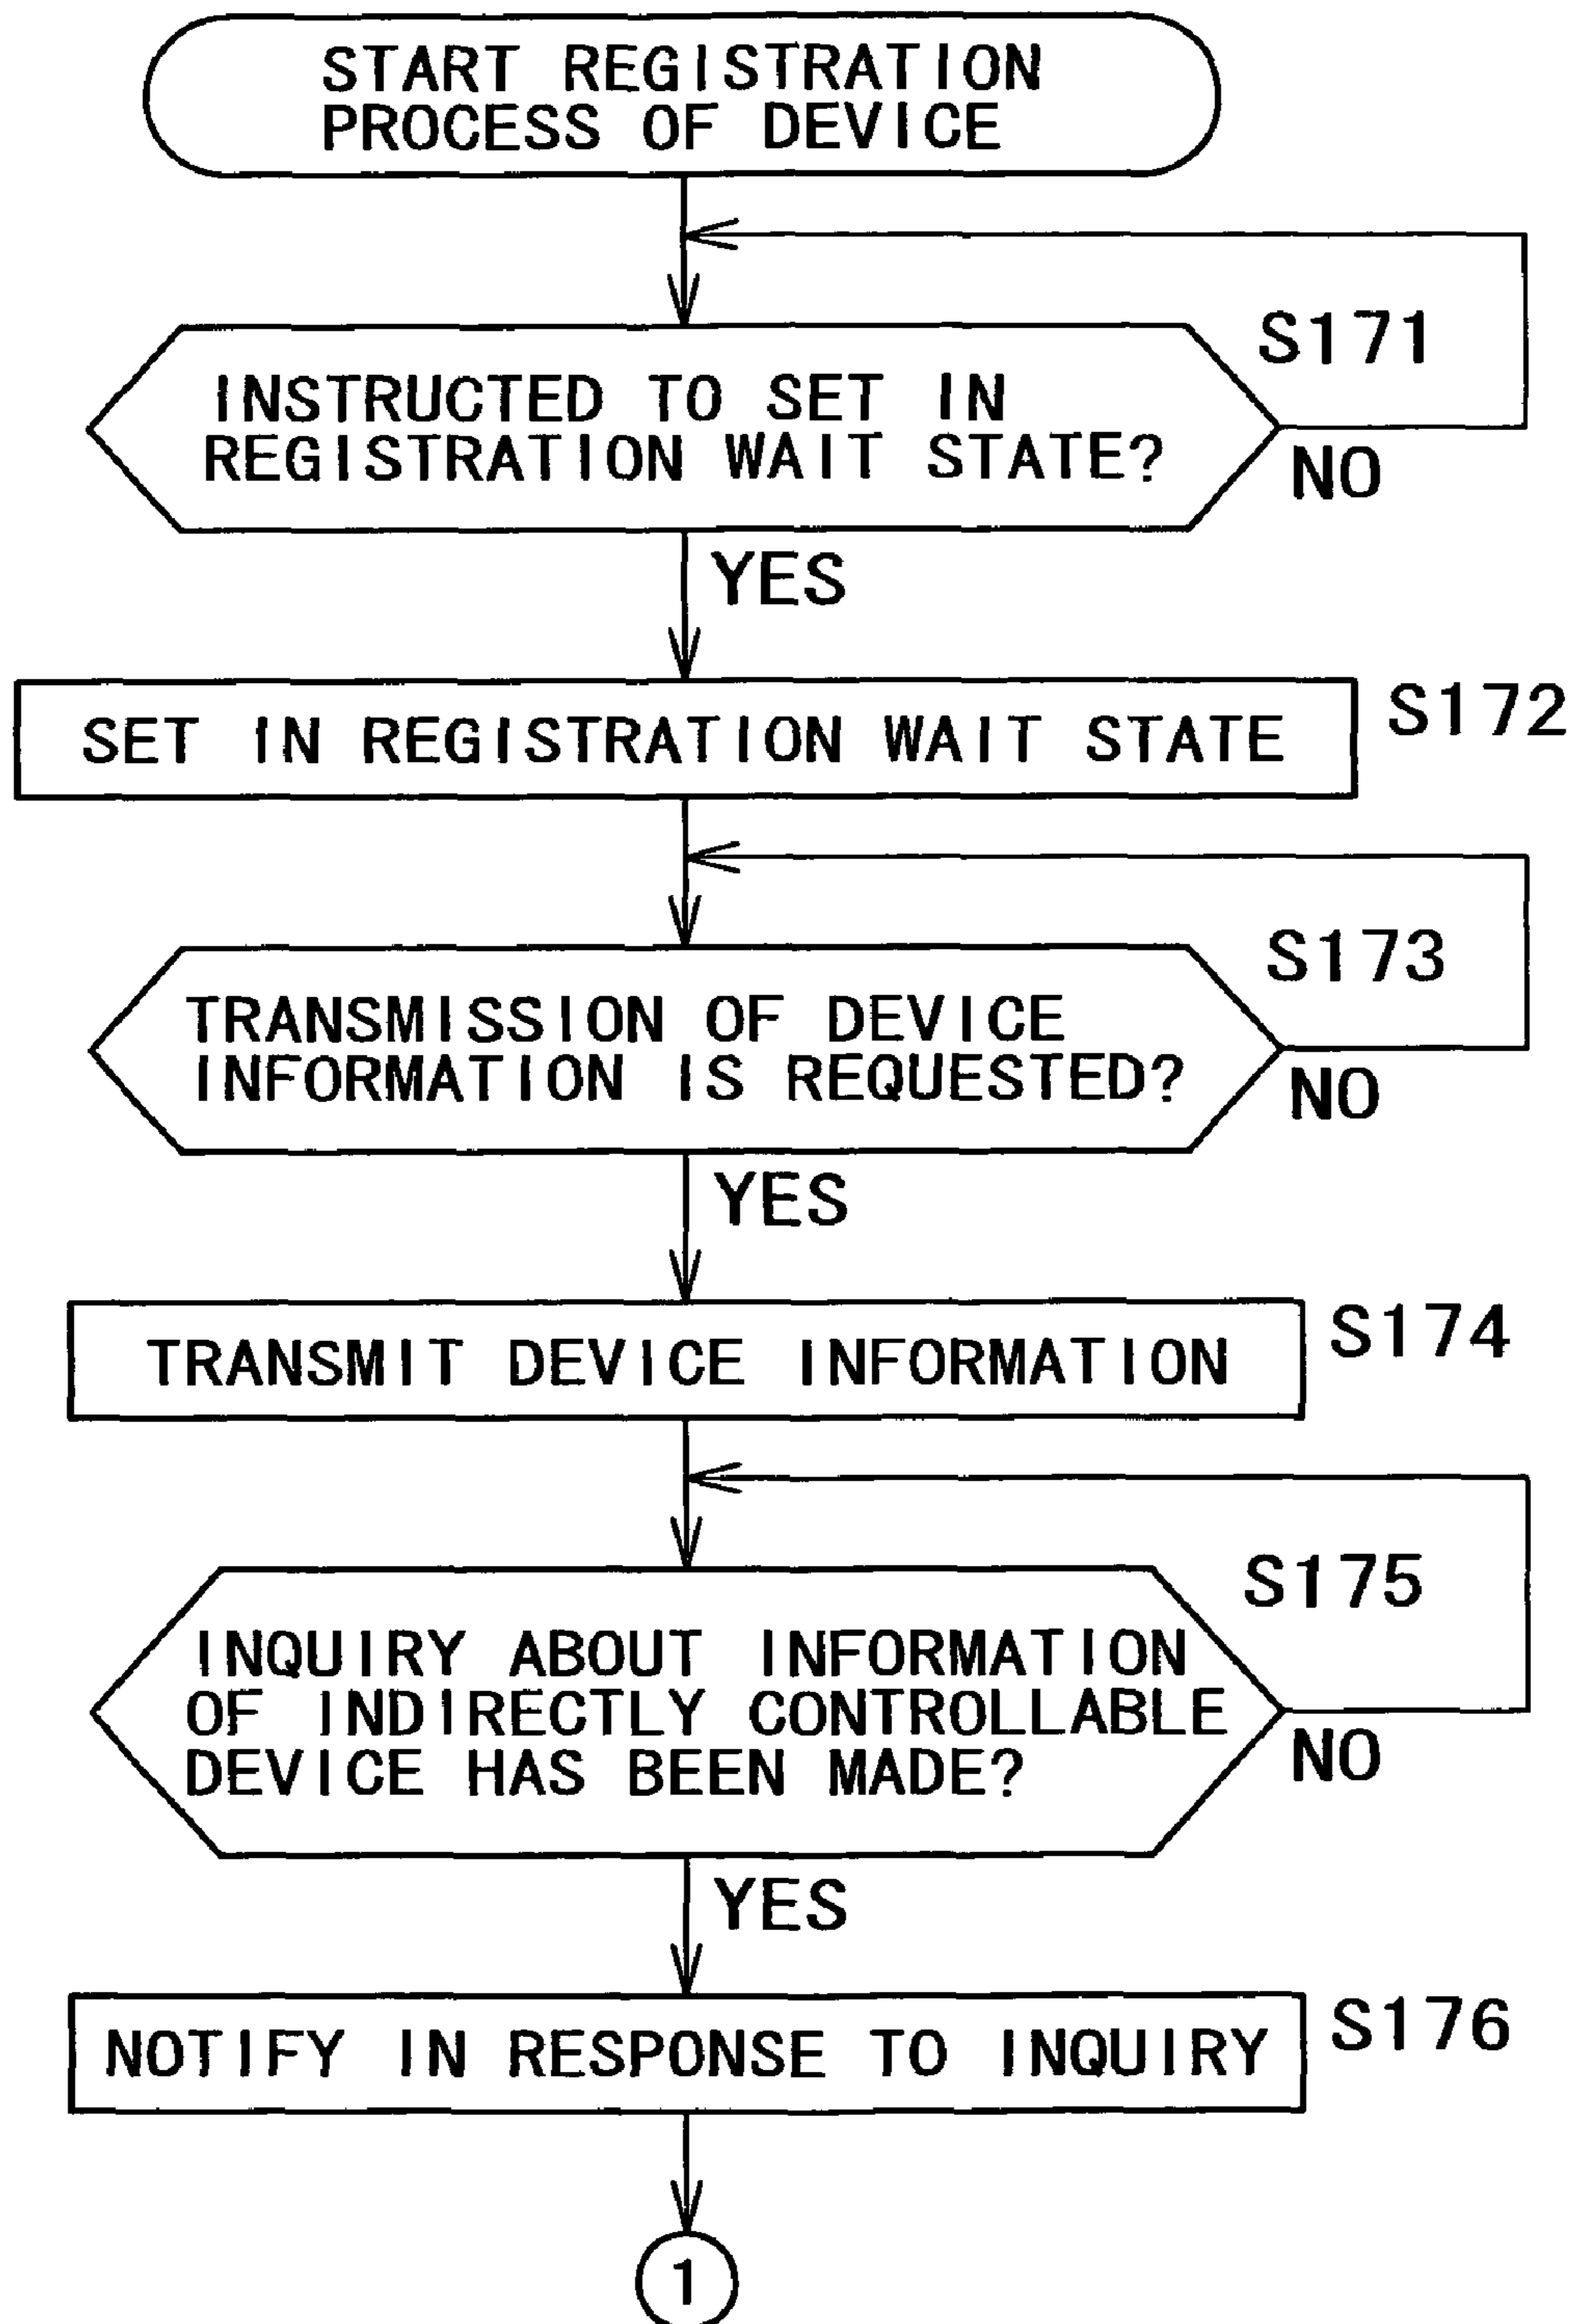 START REGISTRATION
PROCESS OF DEVICE
S171
INSTRUCTED TO SET IN
REGISTRATION WAIT STATE?
NO
YES
SET IN REGISTRATION WAIT STATE
S172
S173
TRANSMISSION OF DEVICE
INFORMATION IS REQUESTED?
NO
YES
TRANSMIT DEVICE INFORMATION
S174
S175
INQUIRY ABOUT INFORMATION
OF INDIRECTLY CONTROLLABLE
DEVICE HAS BEEN MADE?
NO
YES
NOTIFY IN RESPONSE TO INQUIRY
S176
1